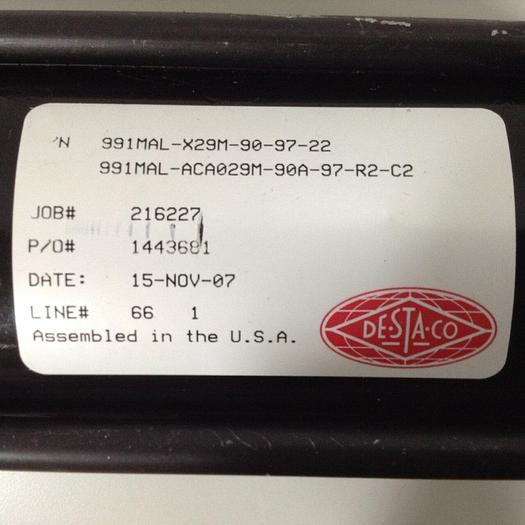 'N 991MAL-X29M-90-97-22
991MAL-ACA029M-90A-97-R2-C2
JOB# 216227
P/O# 1443681
DATE: 15-NOV-07
LINE# 66 1
Assembled in the U.S.A.
DE-STA-CO